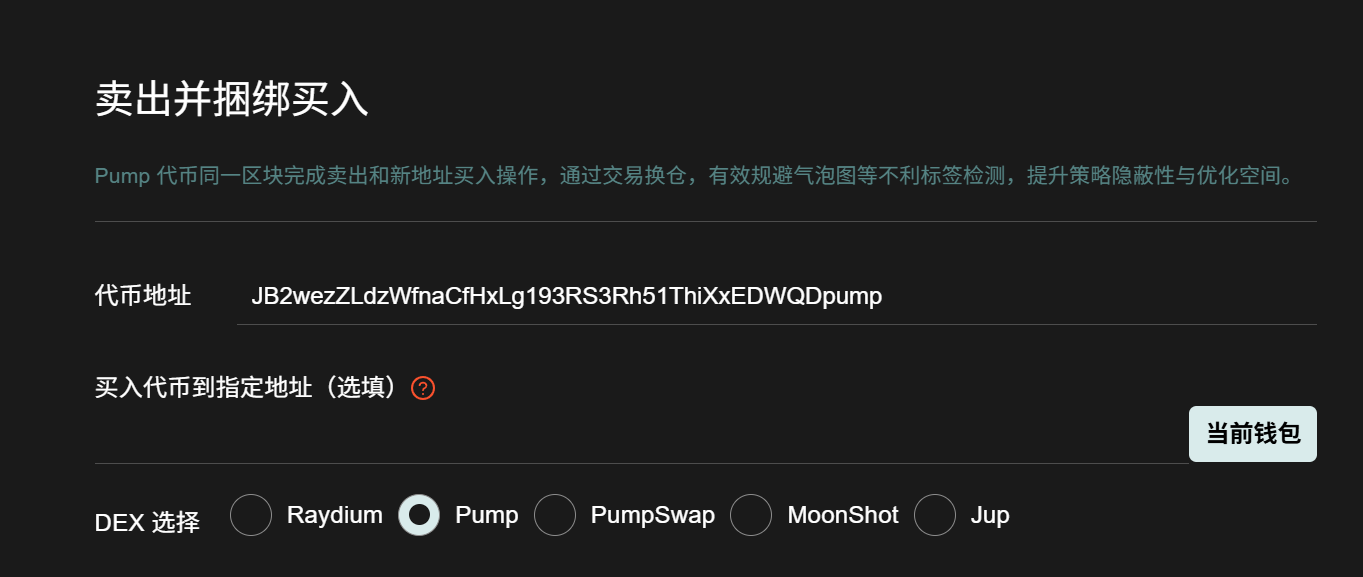 卖出并捆绑买入
Pump 代币同一区块完成卖出和新地址买入操作，通过交易换仓，有效规避气泡图等不利标签检测，提升策略隐蔽性与优化空间。
代币地址 JB2wezZLdzWfnaCfHxLg193RS3Rh51ThiXxEDWQDpump
买入代币到指定地址（选填） ?
当前钱包
DEX 选择 Raydium Pump PumpSwap MoonShot Jup